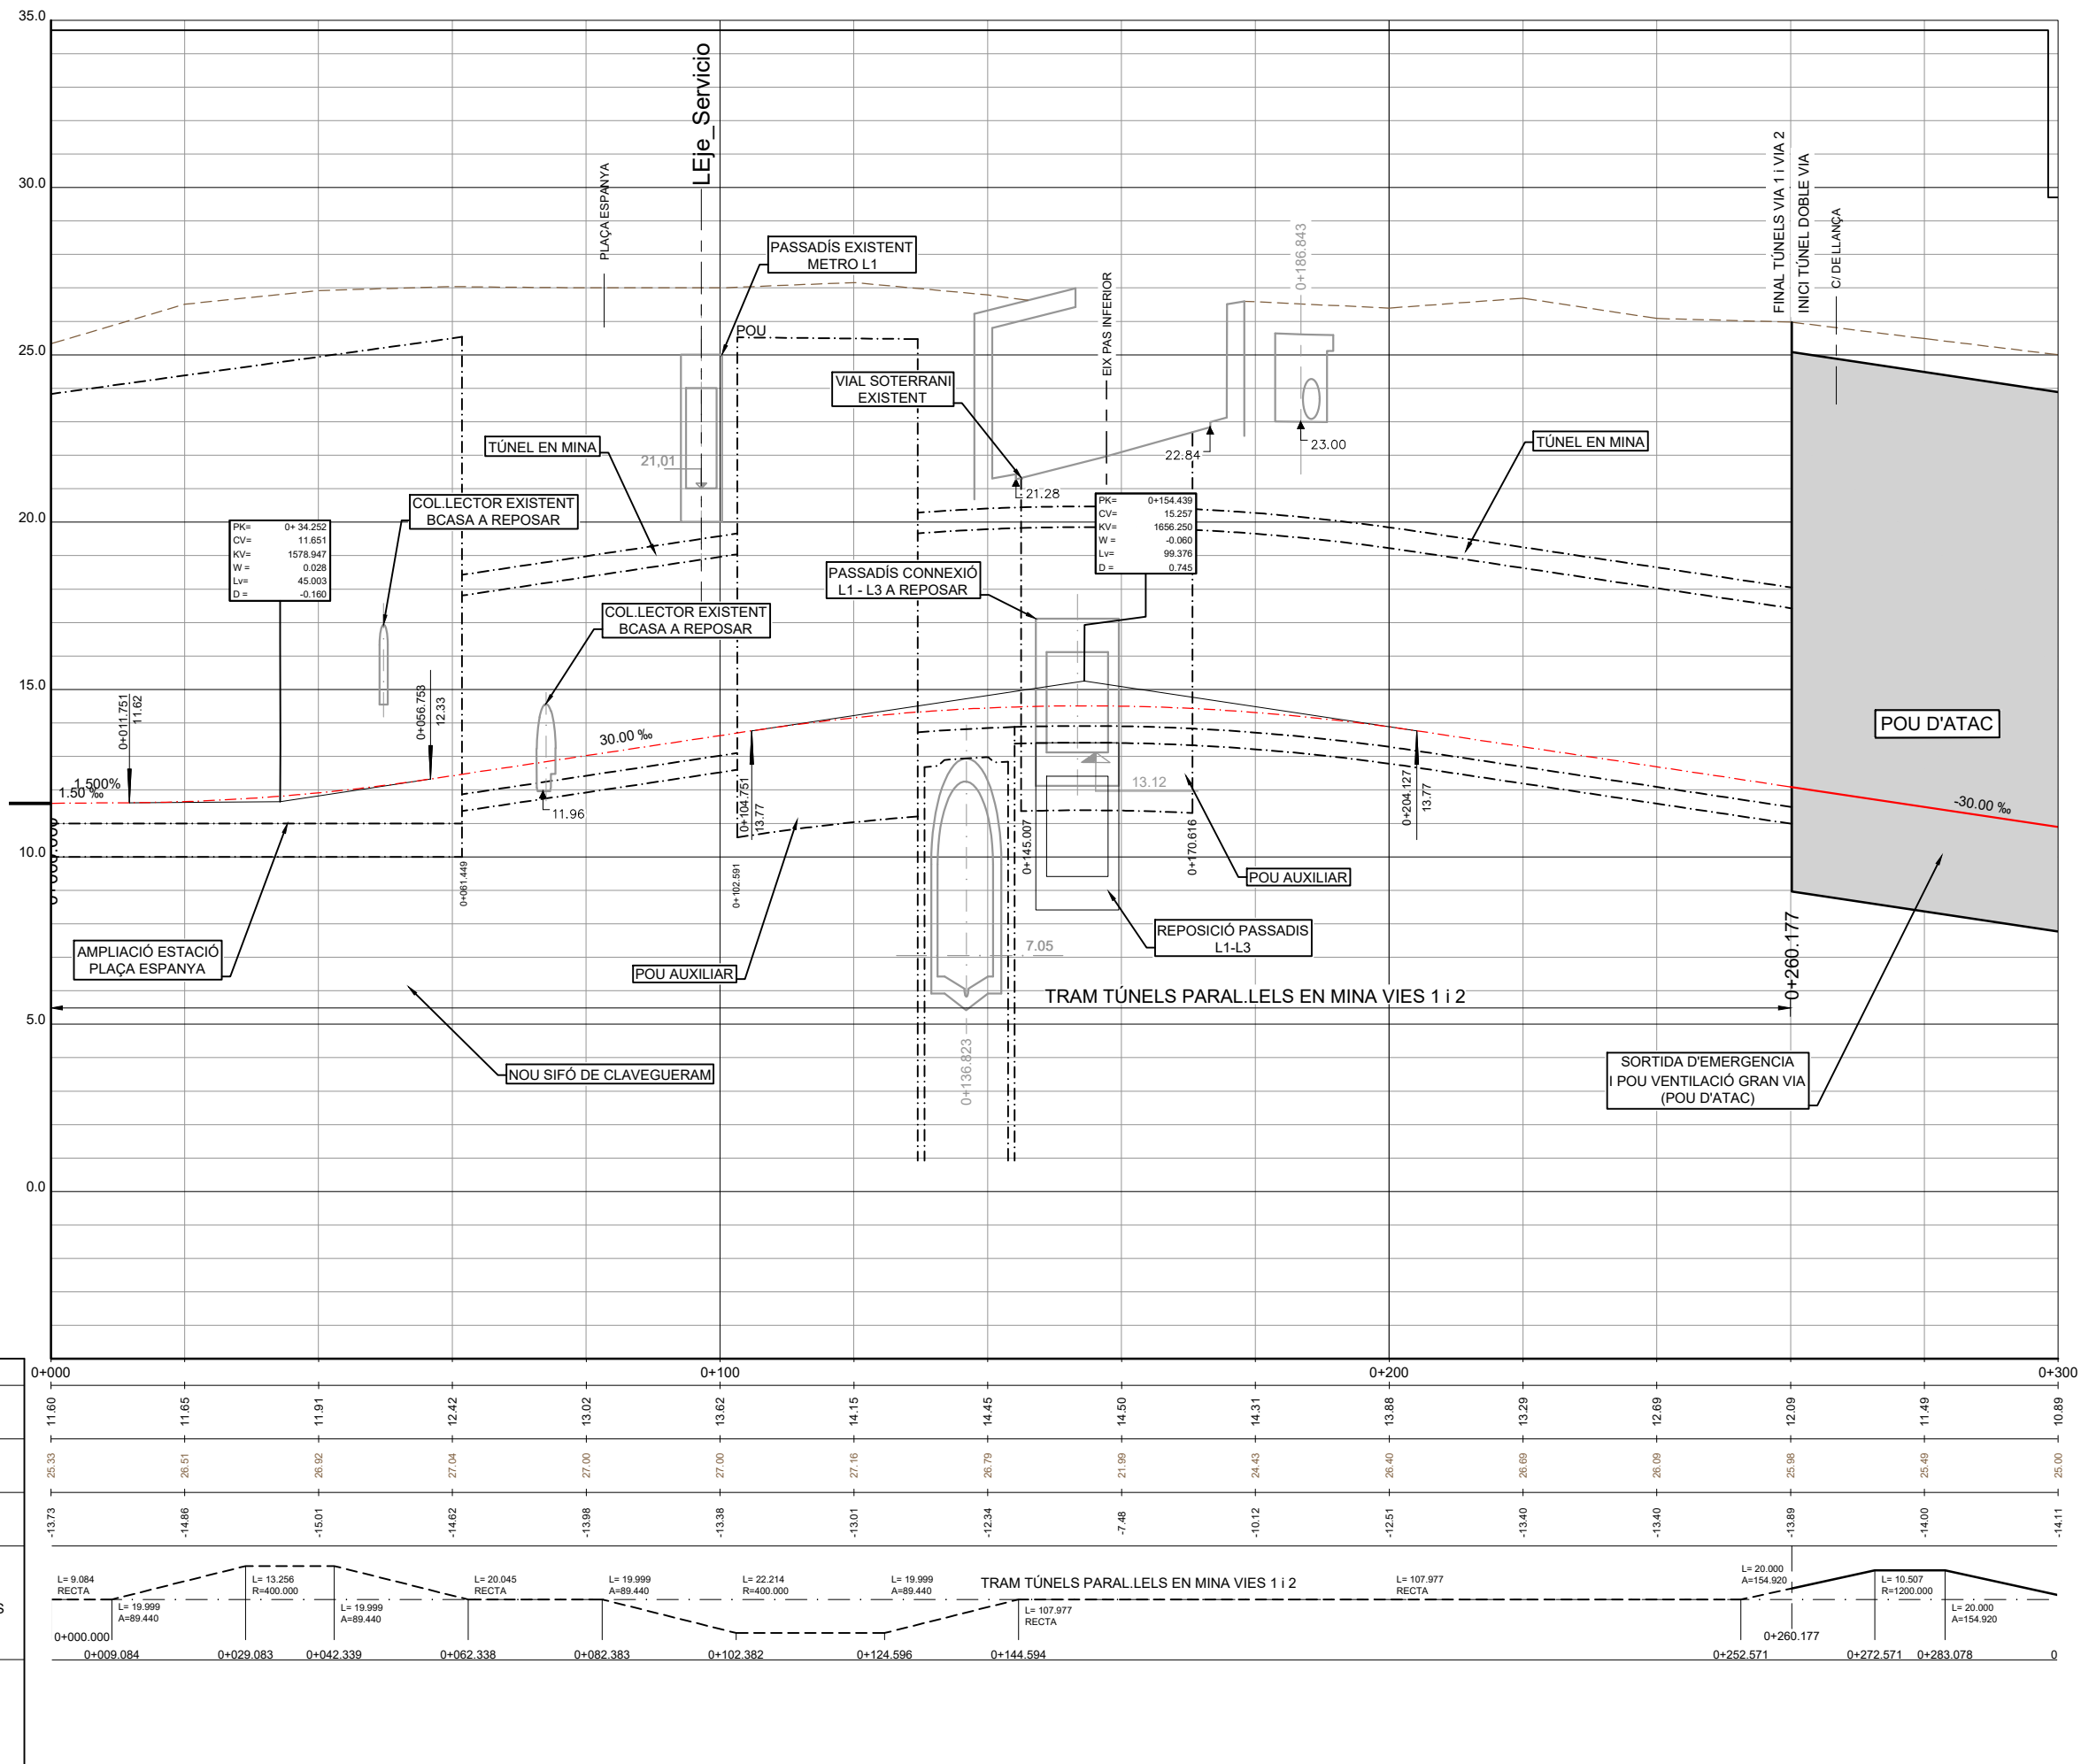 35.0
30.0
25.0
20.0
15.0
10.0
5.0
0.0
LEje_Servicio
PLAÇA ESPANYA
PASSADÍS EXISTENT
METRO L1
POU
EIX PAS INFERIOR
0+186.843
FINAL TÚNELS VIA 1 i VIA 2
INICI TÚNEL DOBLE VIA
C/ DE LLANÇA
VIAL SOTERRANI
EXISTENT
TÚNEL EN MINA
21,01
22.84
23.00
TÚNEL EN MINA
21.28
COL.LECTOR EXISTENT
BCASA A REPOSAR
PK= 0+ 34.252
CV= 11.651
KV= 1578.947
W = 0.028
Lv= 45.003
D = -0.160
PK= 0+154.439
CV= 15.257
KV= 1656.250
W = -0.060
Lv= 99.376
D = 0.745
PASSADÍS CONNEXIÓ
L1 - L3 A REPOSAR
COL.LECTOR EXISTENT
BCASA A REPOSAR
0+011.751
11.62
0+056.753
12.33
30.00 ‰
1.500%
1.50 ‰
11.96
0+104.751
13.77
13.12
0+204.127
13.77
POU D'ATAC
-30.00 ‰
0+061.449
0+102.591
0+145.007
0+170.616
POU AUXILIAR
AMPLIACIÓ ESTACIÓ
PLAÇA ESPANYA
POU AUXILIAR
7.05
REPOSICIÓ PASSADIS
L1-L3
0+260.177
TRAM TÚNELS PARAL.LELS EN MINA VIES 1 i 2
0+136.823
NOU SIFÓ DE CLAVEGUERAM
SORTIDA D'EMERGENCIA
I POU VENTILACIÓ GRAN VIA
(POU D'ATAC)
0+000 0+100 0+200 0+300
11.60 11.65 11.91 12.42 13.02 13.62 14.15 14.45 14.50 14.31 13.88 13.29 12.69 12.09 11.49 10.89
25.33 26.51 26.92 27.04 27.00 27.00 27.16 26.79 21.99 24.43 26.40 26.69 26.09 25.98 25.49 25.00
-13.73 -14.86 -15.01 -14.62 -13.98 -13.38 -13.01 -12.34 -7.48 -10.12 -12.51 -13.40 -13.40 -13.89 -14.00 -14.11
L= 9.084
RECTA
L= 19.999
A=89.440
L= 13.256
R=400.000
L= 19.999
A=89.440
L= 20.045
RECTA
L= 19.999
A=89.440
L= 22.214
R=400.000
L= 19.999
A=89.440
TRAM TÚNELS PARAL.LELS EN MINA VIES 1 i 2
L= 107.977
RECTA
L= 107.977
RECTA
L= 20.000
A=154.920
L= 10.507
R=1200.000
L= 20.000
A=154.920
S
0+000.000
0+260.177
0+009.084 0+029.083 0+042.339 0+062.338 0+082.383 0+102.382 0+124.596 0+144.594 0+252.571 0+272.571 0+283.078 0